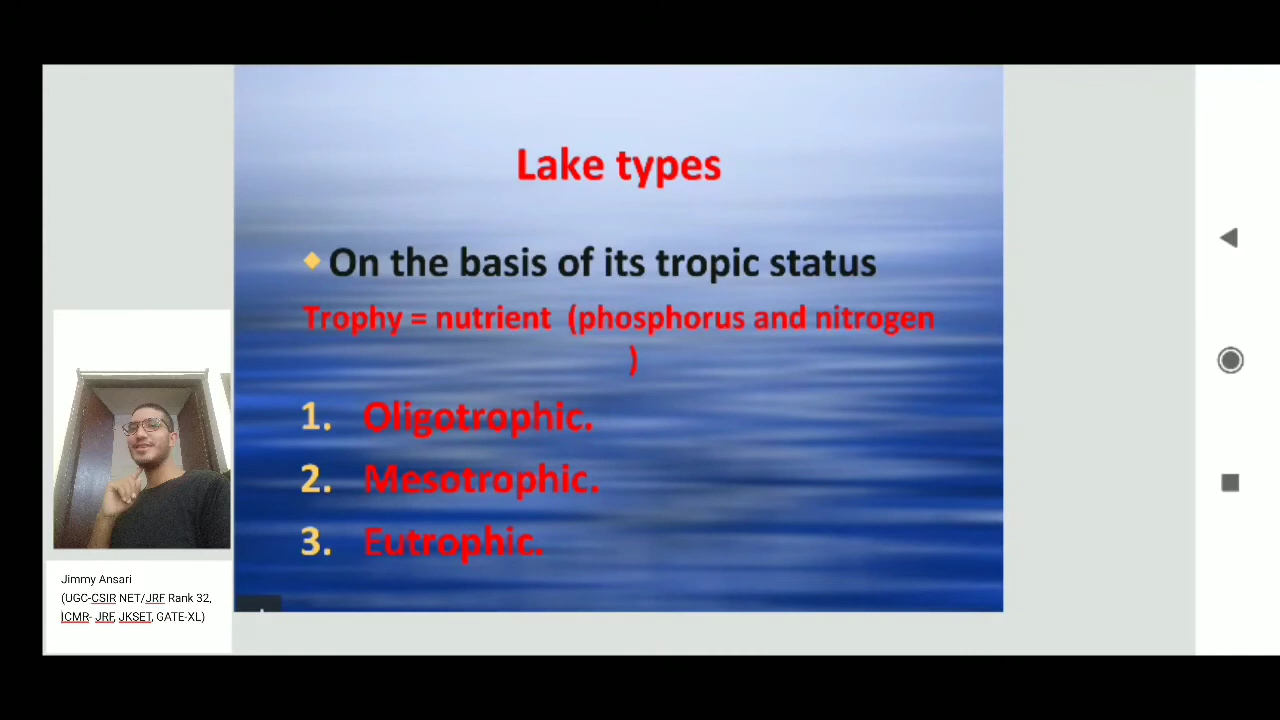 Lake types
On the basis of its tropic status
Trophy = nutrient (phosphorus and nitrogen
)
1. Oligotrophic.
2. Mesotrophic.
3. Eutrophic.
Jimmy Ansari
(UGC-CSIR NET/JRF Rank 32,
ICMR- JRF, JKSET, GATE-XL)